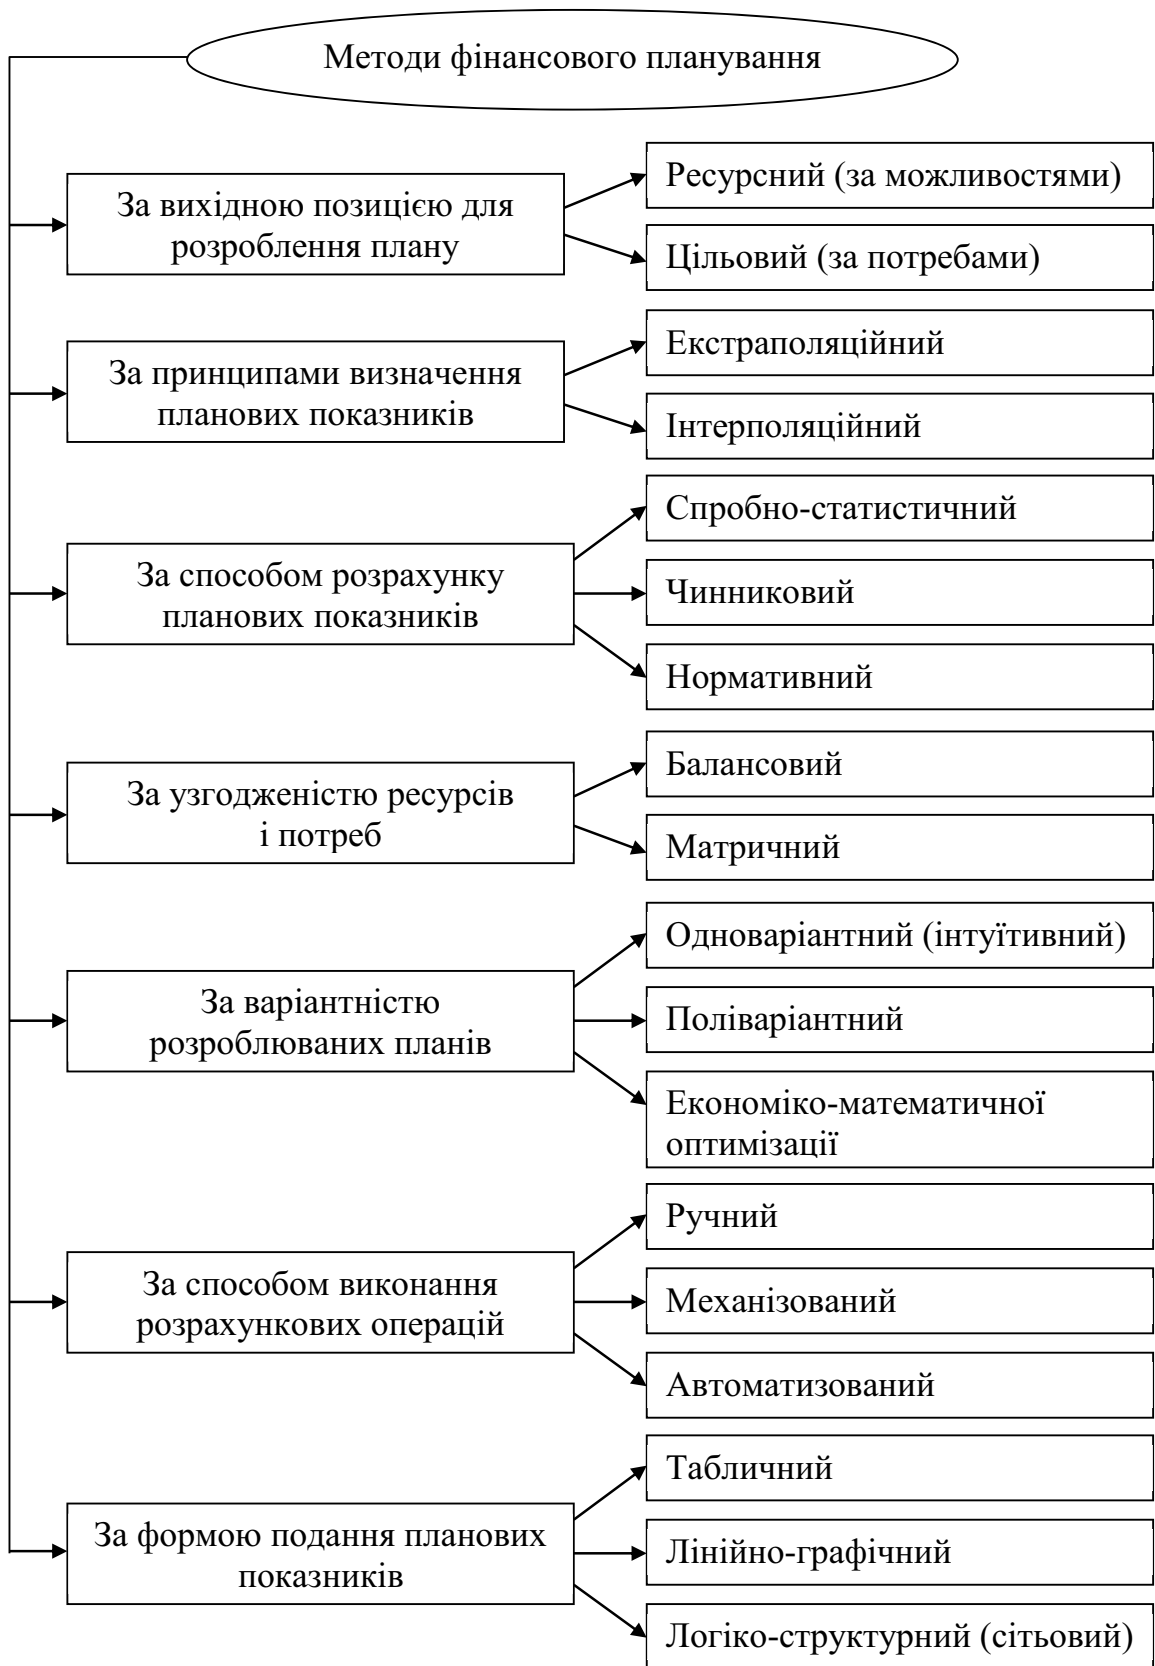 Методи фінансового планування
За вихідною позицією для
розроблення плану
Ресурсний (за можливостями)
Цільовий (за потребами)
За принципами визначення
планових показників
Екстраполяційний
Інтерполяційний
За способом розрахунку
планових показників
Спробно-статистичний
Чинниковий
Нормативний
За узгодженістю ресурсів
і потреб
Балансовий
Матричний
За варіантністю
розроблюваних планів
Одноваріантний (інтуїтивний)
Поліваріантний
Економіко-математичної
оптимізації
За способом виконання
розрахункових операцій
Ручний
Механізований
Автоматизований
За формою подання планових
показників
Табличний
Лінійно-графічний
Логіко-структурний (сітьовий)